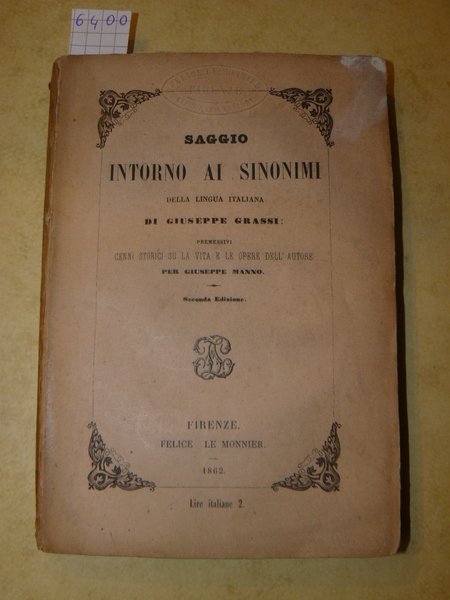 6400
SAGGIO
INTORNO AI SINONIMI
DELLA LINGUA ITALIANA
DI GIUSEPPE GRASSI;
PREMESSIVI
CENNI STORICI SU LA VITA E LE OPERE DELL'AUTORE
PER GIUSEPPE MANNO.
Seconda Edizione.
FIRENZE.
FELICE LE MONNIER.
1862.
Lire italiane 2.